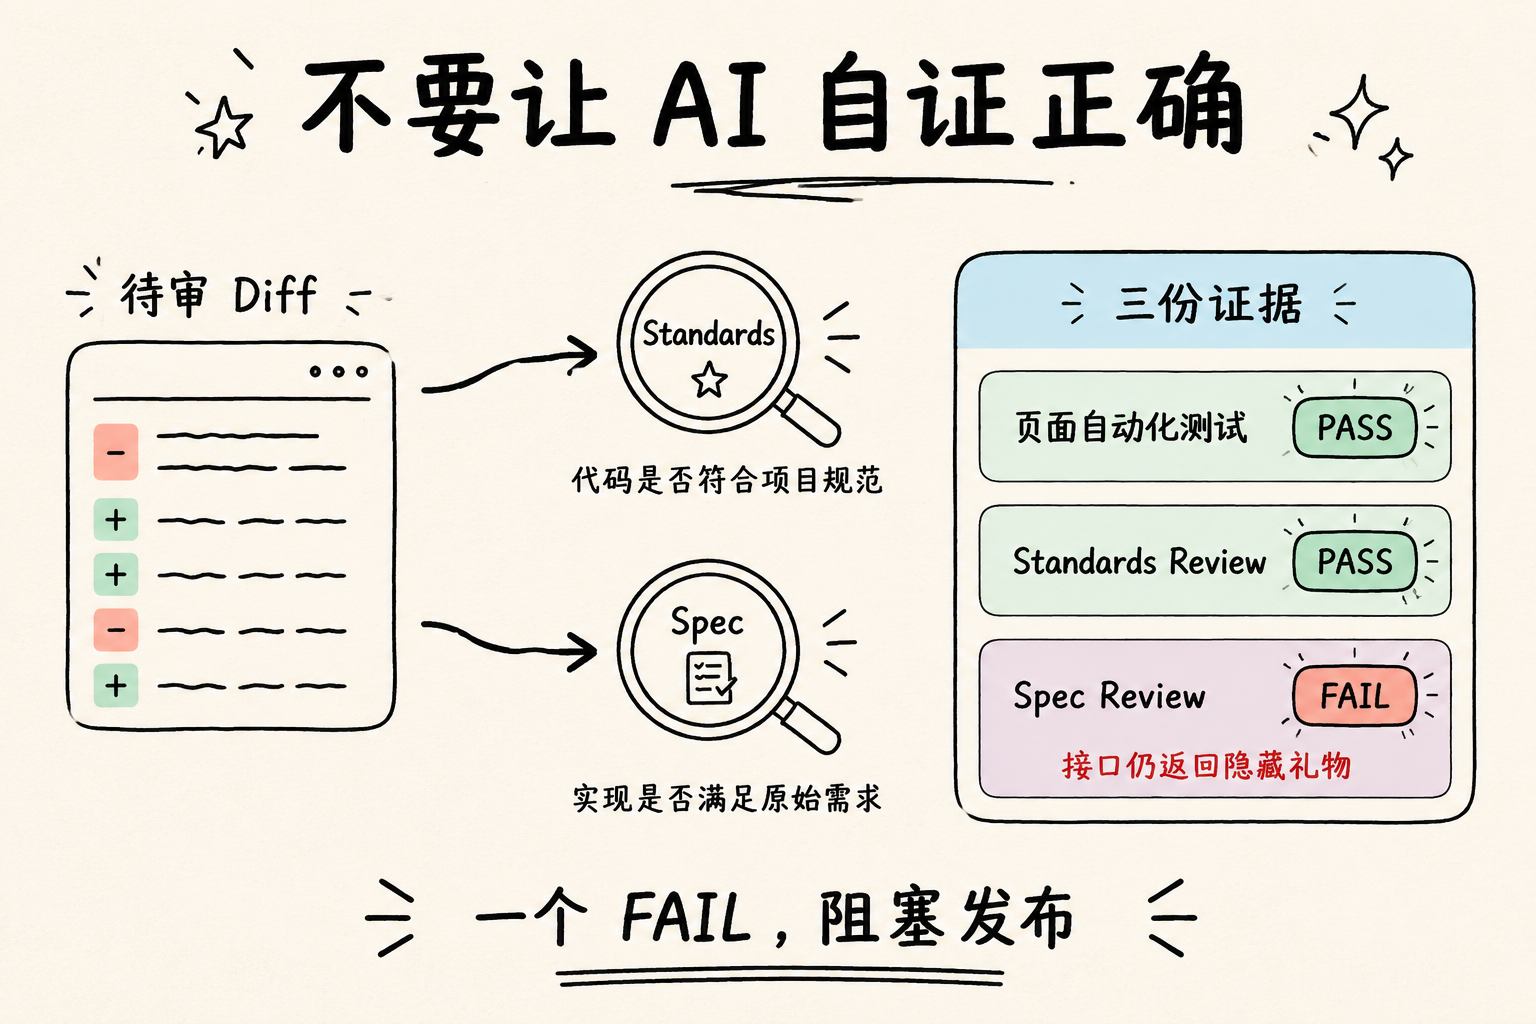 不要让 AI 自证正确
待审 Diff
−
+
+
−
+
Standards
代码是否符合项目规范
Spec
实现是否满足原始需求
三份证据
页面自动化测试 PASS
Standards Review PASS
Spec Review FAIL
接口仍返回隐藏礼物
一个 FAIL，阻塞发布